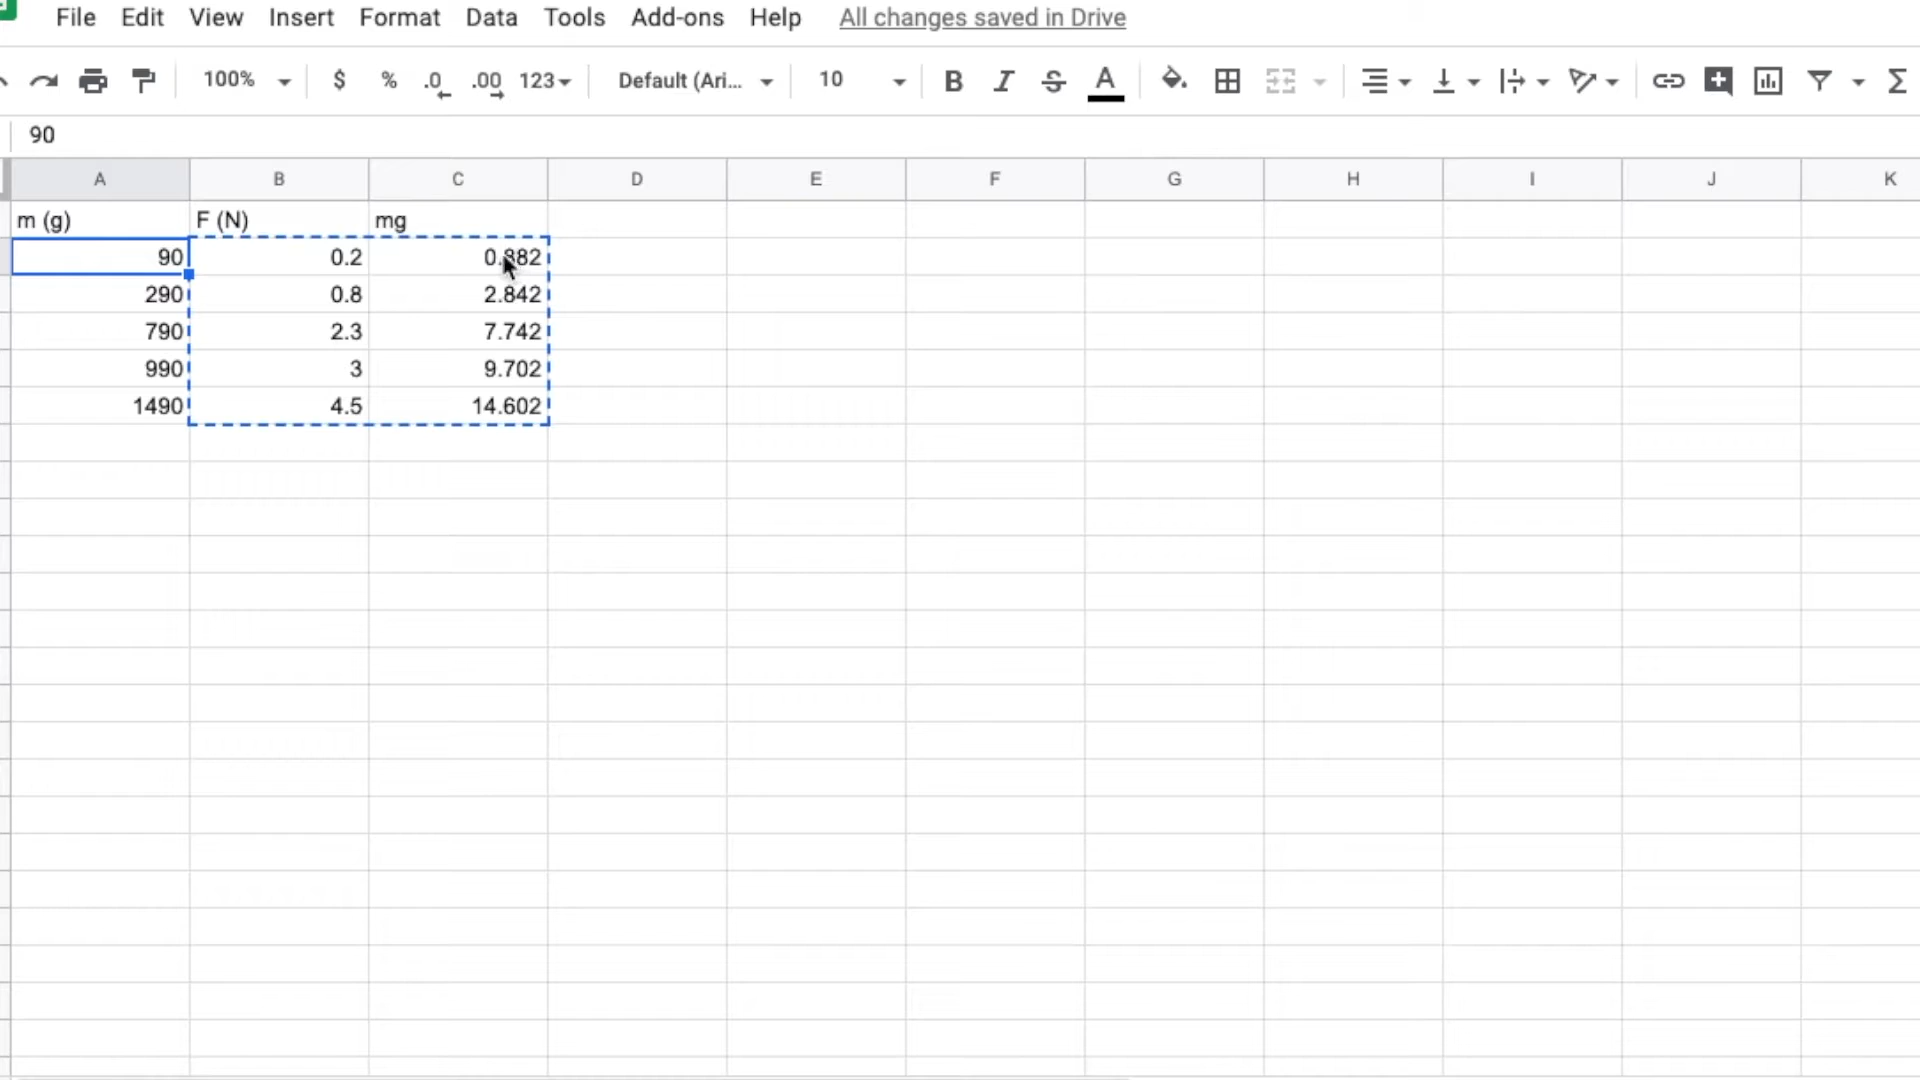 File Edit View Insert Format Data Tools Add-ons Help All changes saved in Drive
100% $ % .0 .00 123 Default (Ari... 10 B I S A Σ
90
A B C D E F G H I J K
m (g) F (N) mg
90 0.2 0.882
290 0.8 2.842
790 2.3 7.742
990 3 9.702
1490 4.5 14.602